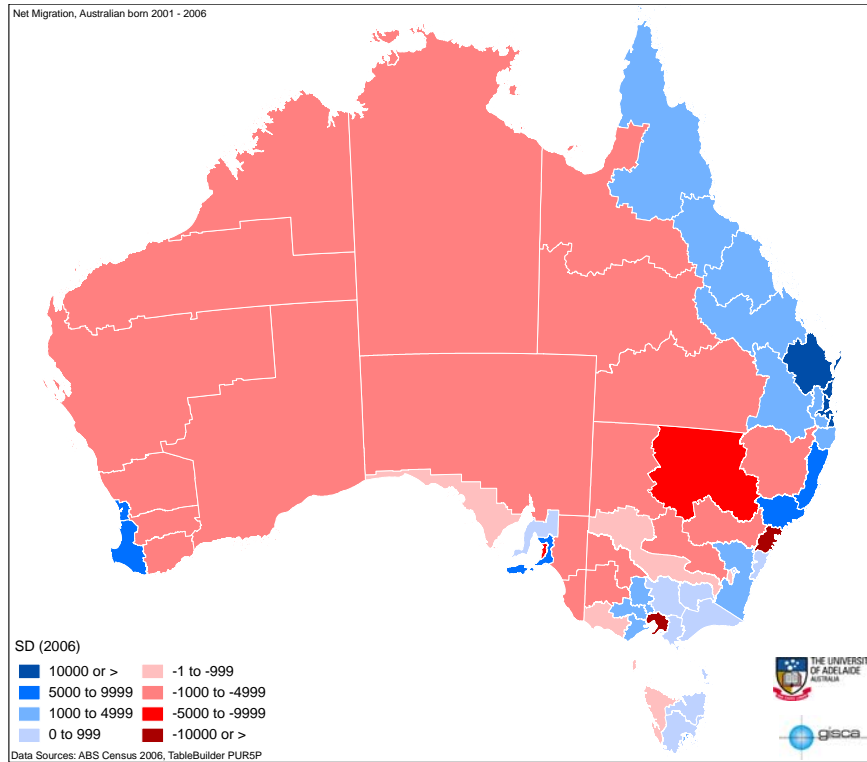 Net Migration, Australian born 2001 - 2006
SD (2006)
10000 or >
5000 to 9999
1000 to 4999
0 to 999
-1 to -999
-1000 to -4999
-5000 to -9999
-10000 or >
THE UNIVERSIT
OF ADELAIDE
AUSTRALIA
gisca
Data Sources: ABS Census 2006, TableBuilder PUR5P